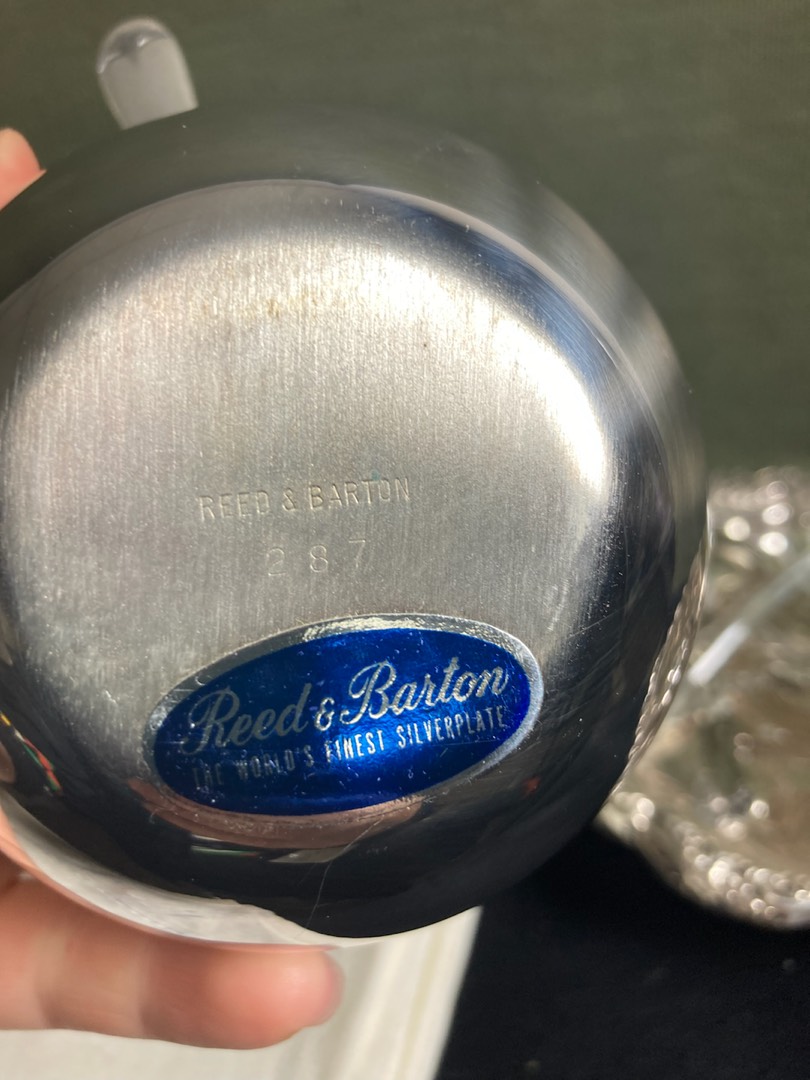 REED & BARTON
287
Reed & Barton
THE WORLD'S FINEST SILVERPLATE